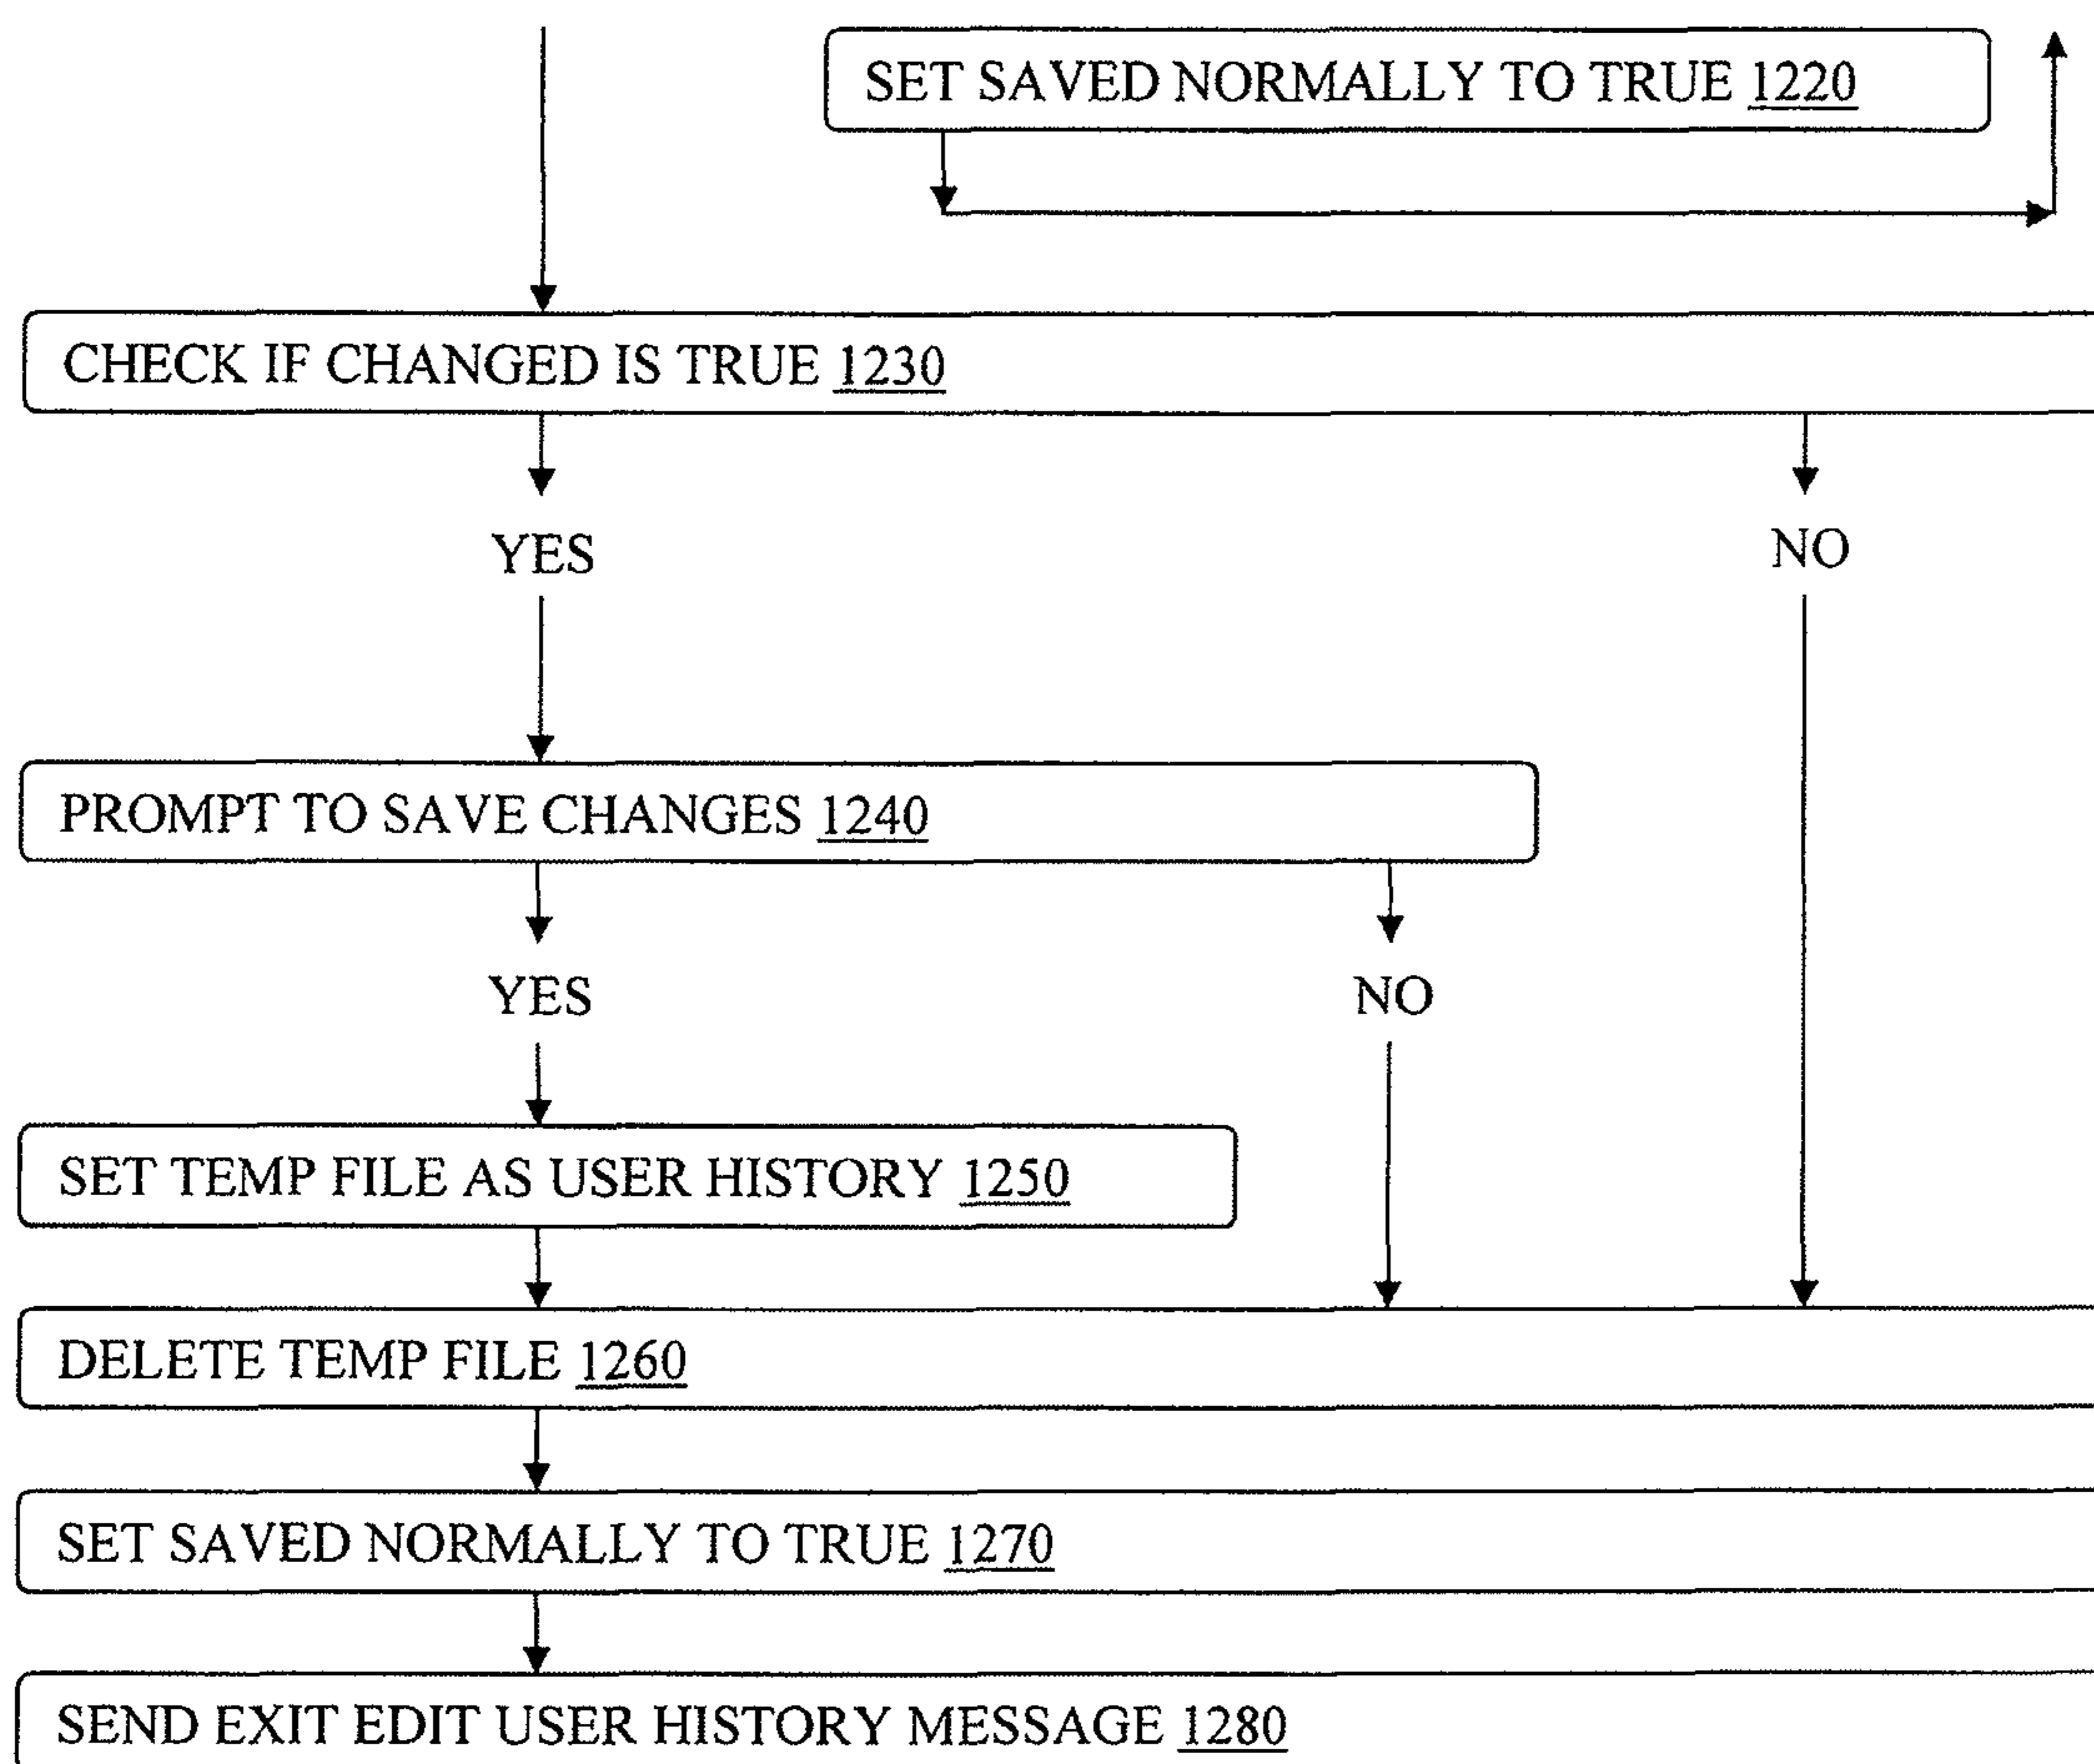 SET SAVED NORMALLY TO TRUE 1220
CHECK IF CHANGED IS TRUE 1230
YES
NO
PROMPT TO SAVE CHANGES 1240
YES
NO
SET TEMP FILE AS USER HISTORY 1250
DELETE TEMP FILE 1260
SET SAVED NORMALLY TO TRUE 1270
SEND EXIT EDIT USER HISTORY MESSAGE 1280